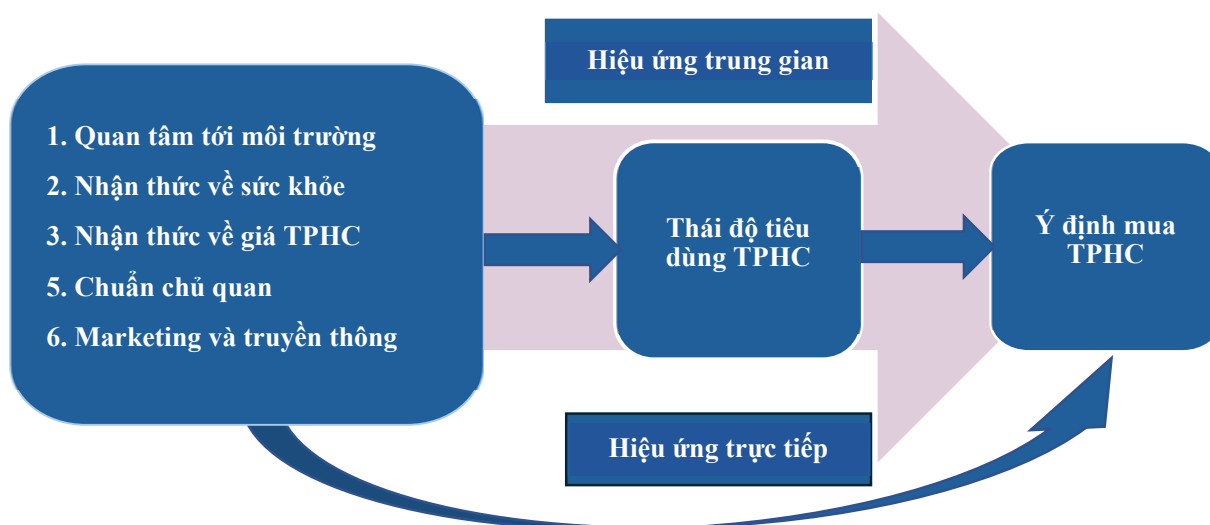 Hiệu ứng trung gian
1. Quan tâm tới môi trường
2. Nhận thức về sức khỏe
3. Nhận thức về giá TPHC
5. Chuẩn chủ quan
6. Marketing và truyền thông
Thái độ tiêu
dùng TPHC
Ý định mua
TPHC
Hiệu ứng trực tiếp